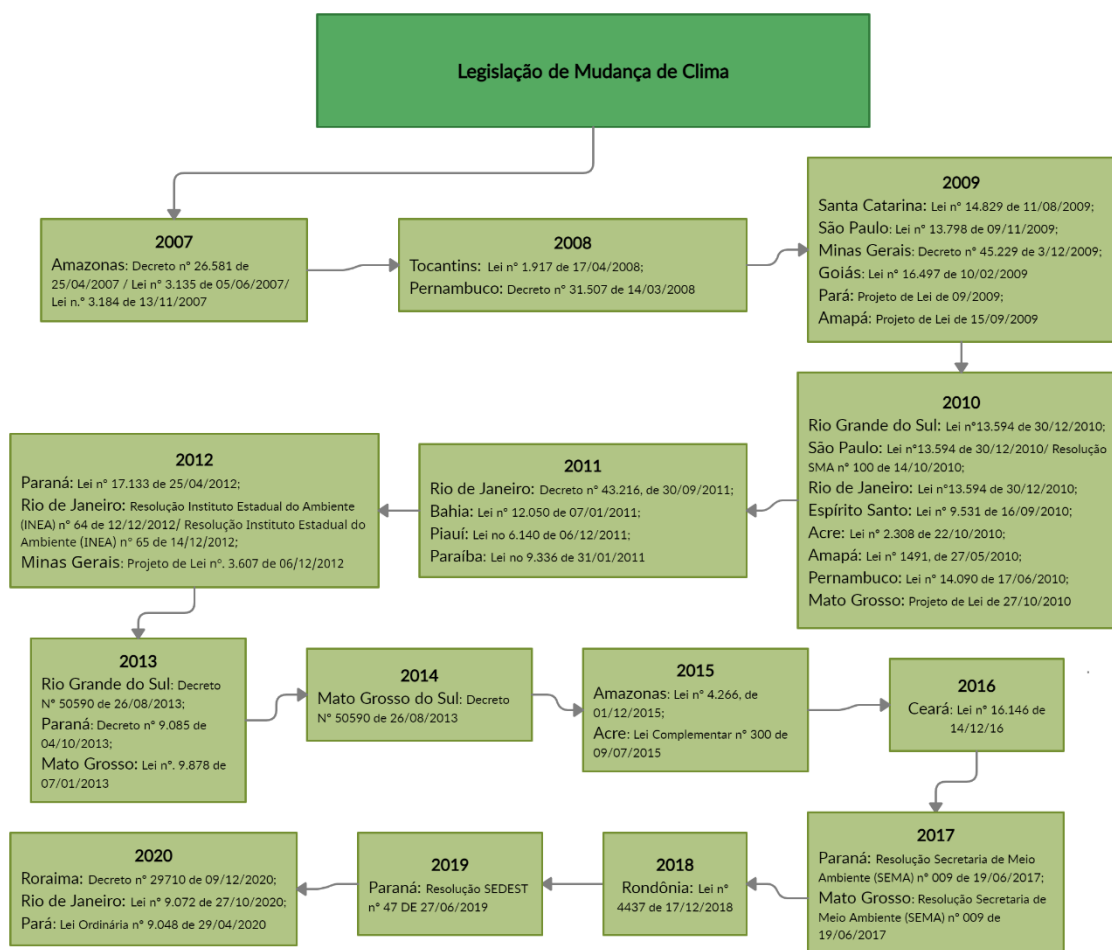 Legislação de Mudança de Clima
2007
Amazonas: Decreto nº 26.581 de
25/04/2007 / Lei nº 3.135 de 05/06/2007/
Lei n.º 3.184 de 13/11/2007
2008
Tocantins: Lei nº 1.917 de 17/04/2008;
Pernambuco: Decreto nº 31.507 de 14/03/2008
2009
Santa Catarina: Lei nº 14.829 de 11/08/2009;
São Paulo: Lei nº 13.798 de 09/11/2009;
Minas Gerais: Decreto nº 45.229 de 3/12/2009;
Goiás: Lei nº 16.497 de 10/02/2009
Pará: Projeto de Lei de 09/2009;
Amapá: Projeto de Lei de 15/09/2009
2010
Rio Grande do Sul: Lei nº13.594 de 30/12/2010;
São Paulo: Lei nº13.594 de 30/12/2010/ Resolução
SMA nº 100 de 14/10/2010;
Rio de Janeiro: Lei nº13.594 de 30/12/2010;
Espírito Santo: Lei nº 9.531 de 16/09/2010;
Acre: Lei nº 2.308 de 22/10/2010;
Amapá: Lei nº 1491, de 27/05/2010;
Pernambuco: Lei nº 14.090 de 17/06/2010;
Mato Grosso: Projeto de Lei de 27/10/2010
2011
Rio de Janeiro: Decreto nº 43.216, de 30/09/2011;
Bahia: Lei nº 12.050 de 07/01/2011;
Piauí: Lei no 6.140 de 06/12/2011;
Paraíba: Lei no 9.336 de 31/01/2011
2012
Paraná: Lei nº 17.133 de 25/04/2012;
Rio de Janeiro: Resolução Instituto Estadual do Ambiente
(INEA) nº 64 de 12/12/2012/ Resolução Instituto Estadual do
Ambiente (INEA) nº 65 de 14/12/2012;
Minas Gerais: Projeto de Lei nº. 3.607 de 06/12/2012
2013
Rio Grande do Sul: Decreto
Nº 50590 de 26/08/2013;
Paraná: Decreto nº 9.085 de
04/10/2013;
Mato Grosso: Lei nº. 9.878 de
07/01/2013
2014
Mato Grosso do Sul: Decreto
Nº 50590 de 26/08/2013
2015
Amazonas: Lei nº 4.266, de
01/12/2015;
Acre: Lei Complementar nº 300 de
09/07/2015
2016
Ceará: Lei nº 16.146 de
14/12/16
2017
Paraná: Resolução Secretaria de Meio
Ambiente (SEMA) nº 009 de 19/06/2017;
Mato Grosso: Resolução Secretaria de
Meio Ambiente (SEMA) nº 009 de
19/06/2017
2018
Rondônia: Lei nº
4437 de 17/12/2018
2019
Paraná: Resolução SEDEST
nº 47 DE 27/06/2019
2020
Roraima: Decreto nº 29710 de 09/12/2020;
Rio de Janeiro: Lei nº 9.072 de 27/10/2020;
Pará: Lei Ordinária nº 9.048 de 29/04/2020